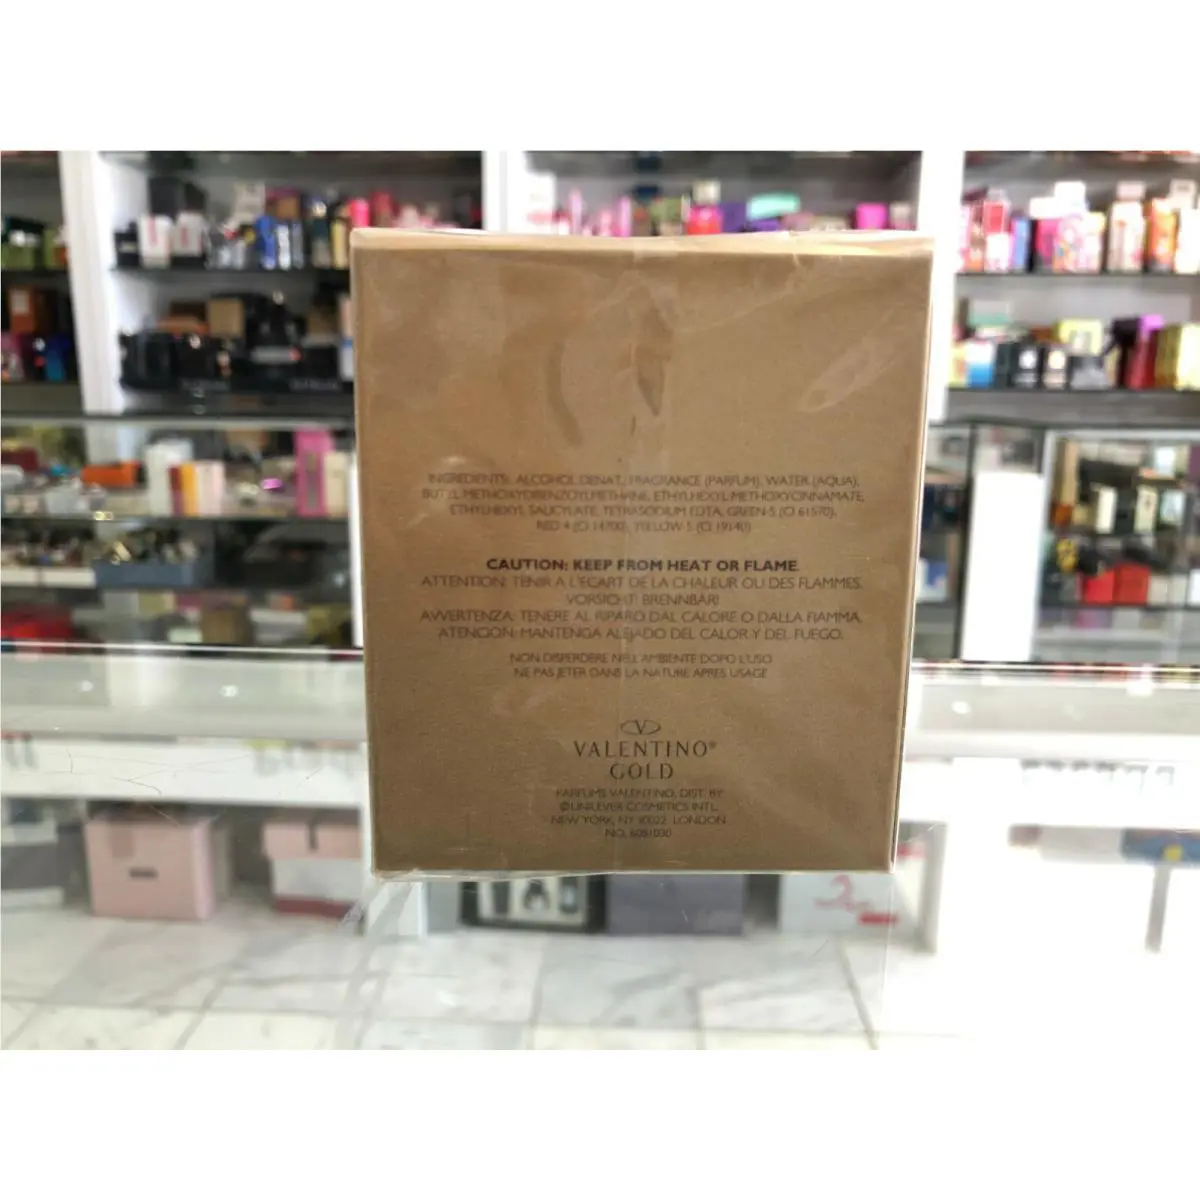 INGREDIENTS: ALCOHOL DENAT, FRAGRANCE (PARFUM), WATER (AQUA),
BUTYL METHOXYDIBENZOYLMETHANE, ETHYLHEXYL METHOXYCINNAMATE,
ETHYLHEXYL SALICYLATE, TETRASODIUM EDTA, GREEN-5 (CI 61570),
RED 4 (CI 14700), YELLOW-5 (CI 19140)
CAUTION: KEEP FROM HEAT OR FLAME.
ATTENTION: TENIR A L'ECART DE LA CHALEUR OU DES FLAMMES.
VORSICHT! BRENNBAR!
AVVERTENZA: TENERE AL RIPARO DAL CALORE O DALLA FIAMMA.
ATENCION: MANTENGA ALEJADO DEL CALOR Y DEL FUEGO.
NON DISPERDERE NELL'AMBIENTE DOPO L'USO
NE PAS JETER DANS LA NATURE APRES USAGE
V
VALENTINO®
GOLD
PARFUMS VALENTINO, DIST. BY
©UNILEVER COSMETICS INTL.
NEW YORK, NY 10022 LONDON
NO. 6081030